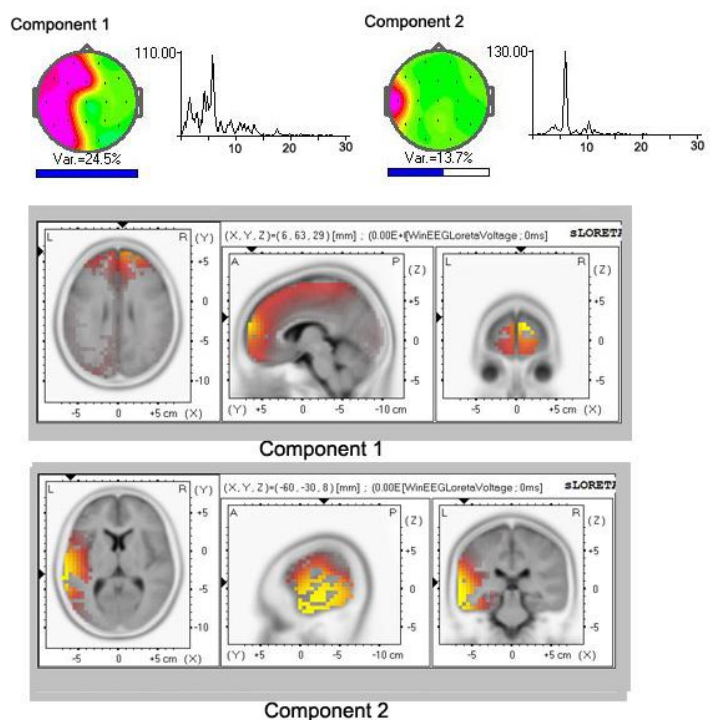 Component 1
Component 2
110.00
130.00
10 20 30
10 20 30
Var.=24.5%
Var.=13.7%
(X, Y, Z)=(6, 63, 29) [mm] ; (0.00E+0[WinEEGLoretaVoltage ; 0ms] sLORETA
L R (Y)
+5
0
-5
-10
-5 0 +5 cm (X)
A P (Z)
+5
0
-5
(Y) +5 0 -5 -10 cm
L R (Z)
+5
0
-5
-5 0 +5 cm (X)
Component 1
(X, Y, Z)=(-60, -30, 8) [mm] ; (0.00E[WinEEGLoretaVoltage ; 0ms] sLORETA
L R (Y)
+5
0
-5
-10
-5 0 +5 cm (X)
A P (Z)
+5
0
-5
(Y) +5 0 -5 -10 cm
L R (Z)
+5
0
-5
-5 0 +5 cm (X)
Component 2